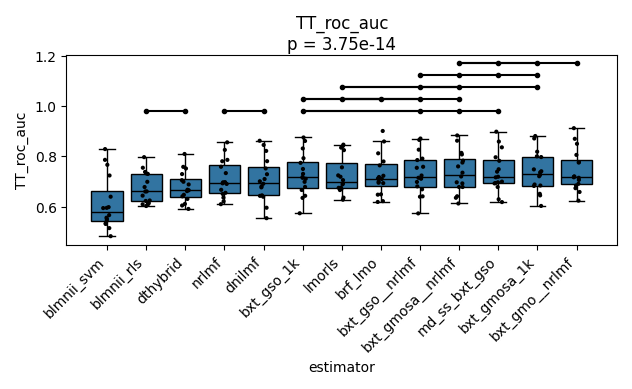 TT_roc_auc
p = 3.75e-14
TT_roc_auc
1.2
1.0
0.8
0.6
blmnii_svm
blmnii_rls
dthybrid
nrlmf
dnilmf
bxt_gso_1k
lmorls
brf_lmo
bxt_gso__nrlmf
bxt_gmosa__nrlmf
md_ss_bxt_gso
bxt_gmosa_1k
bxt_gmo__nrlmf
estimator